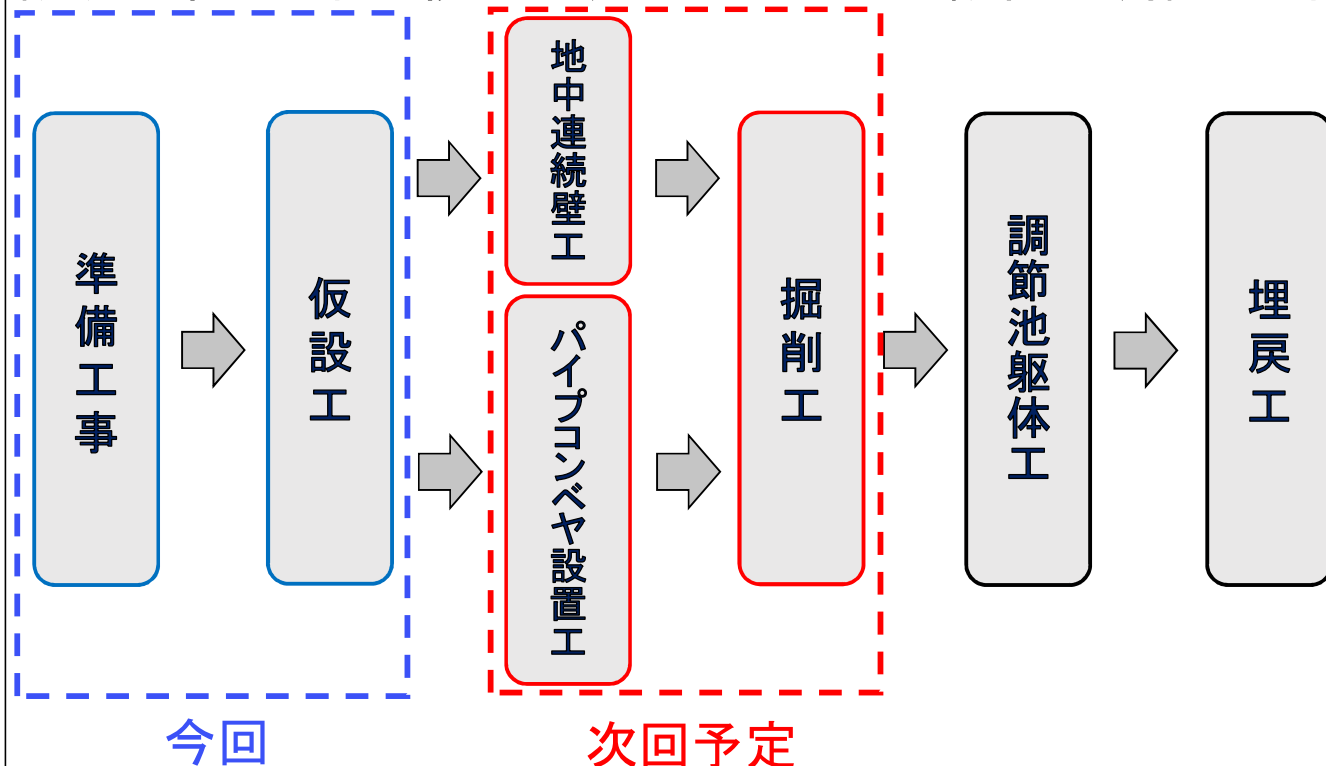 準備工事
仮設工
地中連続壁工
パイプコンベヤ設置工
掘削工
調節池躯体工
埋戻工
今回
次回予定